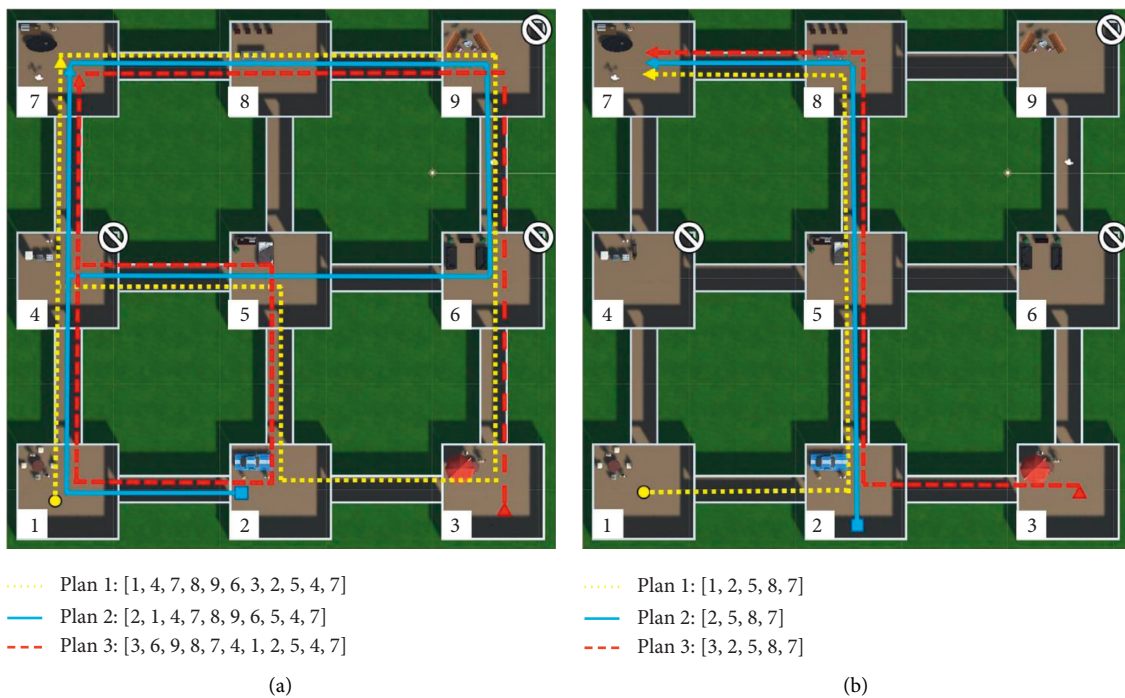 7 8 9
4 5 6
1 2 3
Plan 1: [1, 4, 7, 8, 9, 6, 3, 2, 5, 4, 7]
Plan 2: [2, 1, 4, 7, 8, 9, 6, 5, 4, 7]
Plan 3: [3, 6, 9, 8, 7, 4, 1, 2, 5, 4, 7]
(a)
7 8 9
4 5 6
1 2 3
Plan 1: [1, 2, 5, 8, 7]
Plan 2: [2, 5, 8, 7]
Plan 3: [3, 2, 5, 8, 7]
(b)